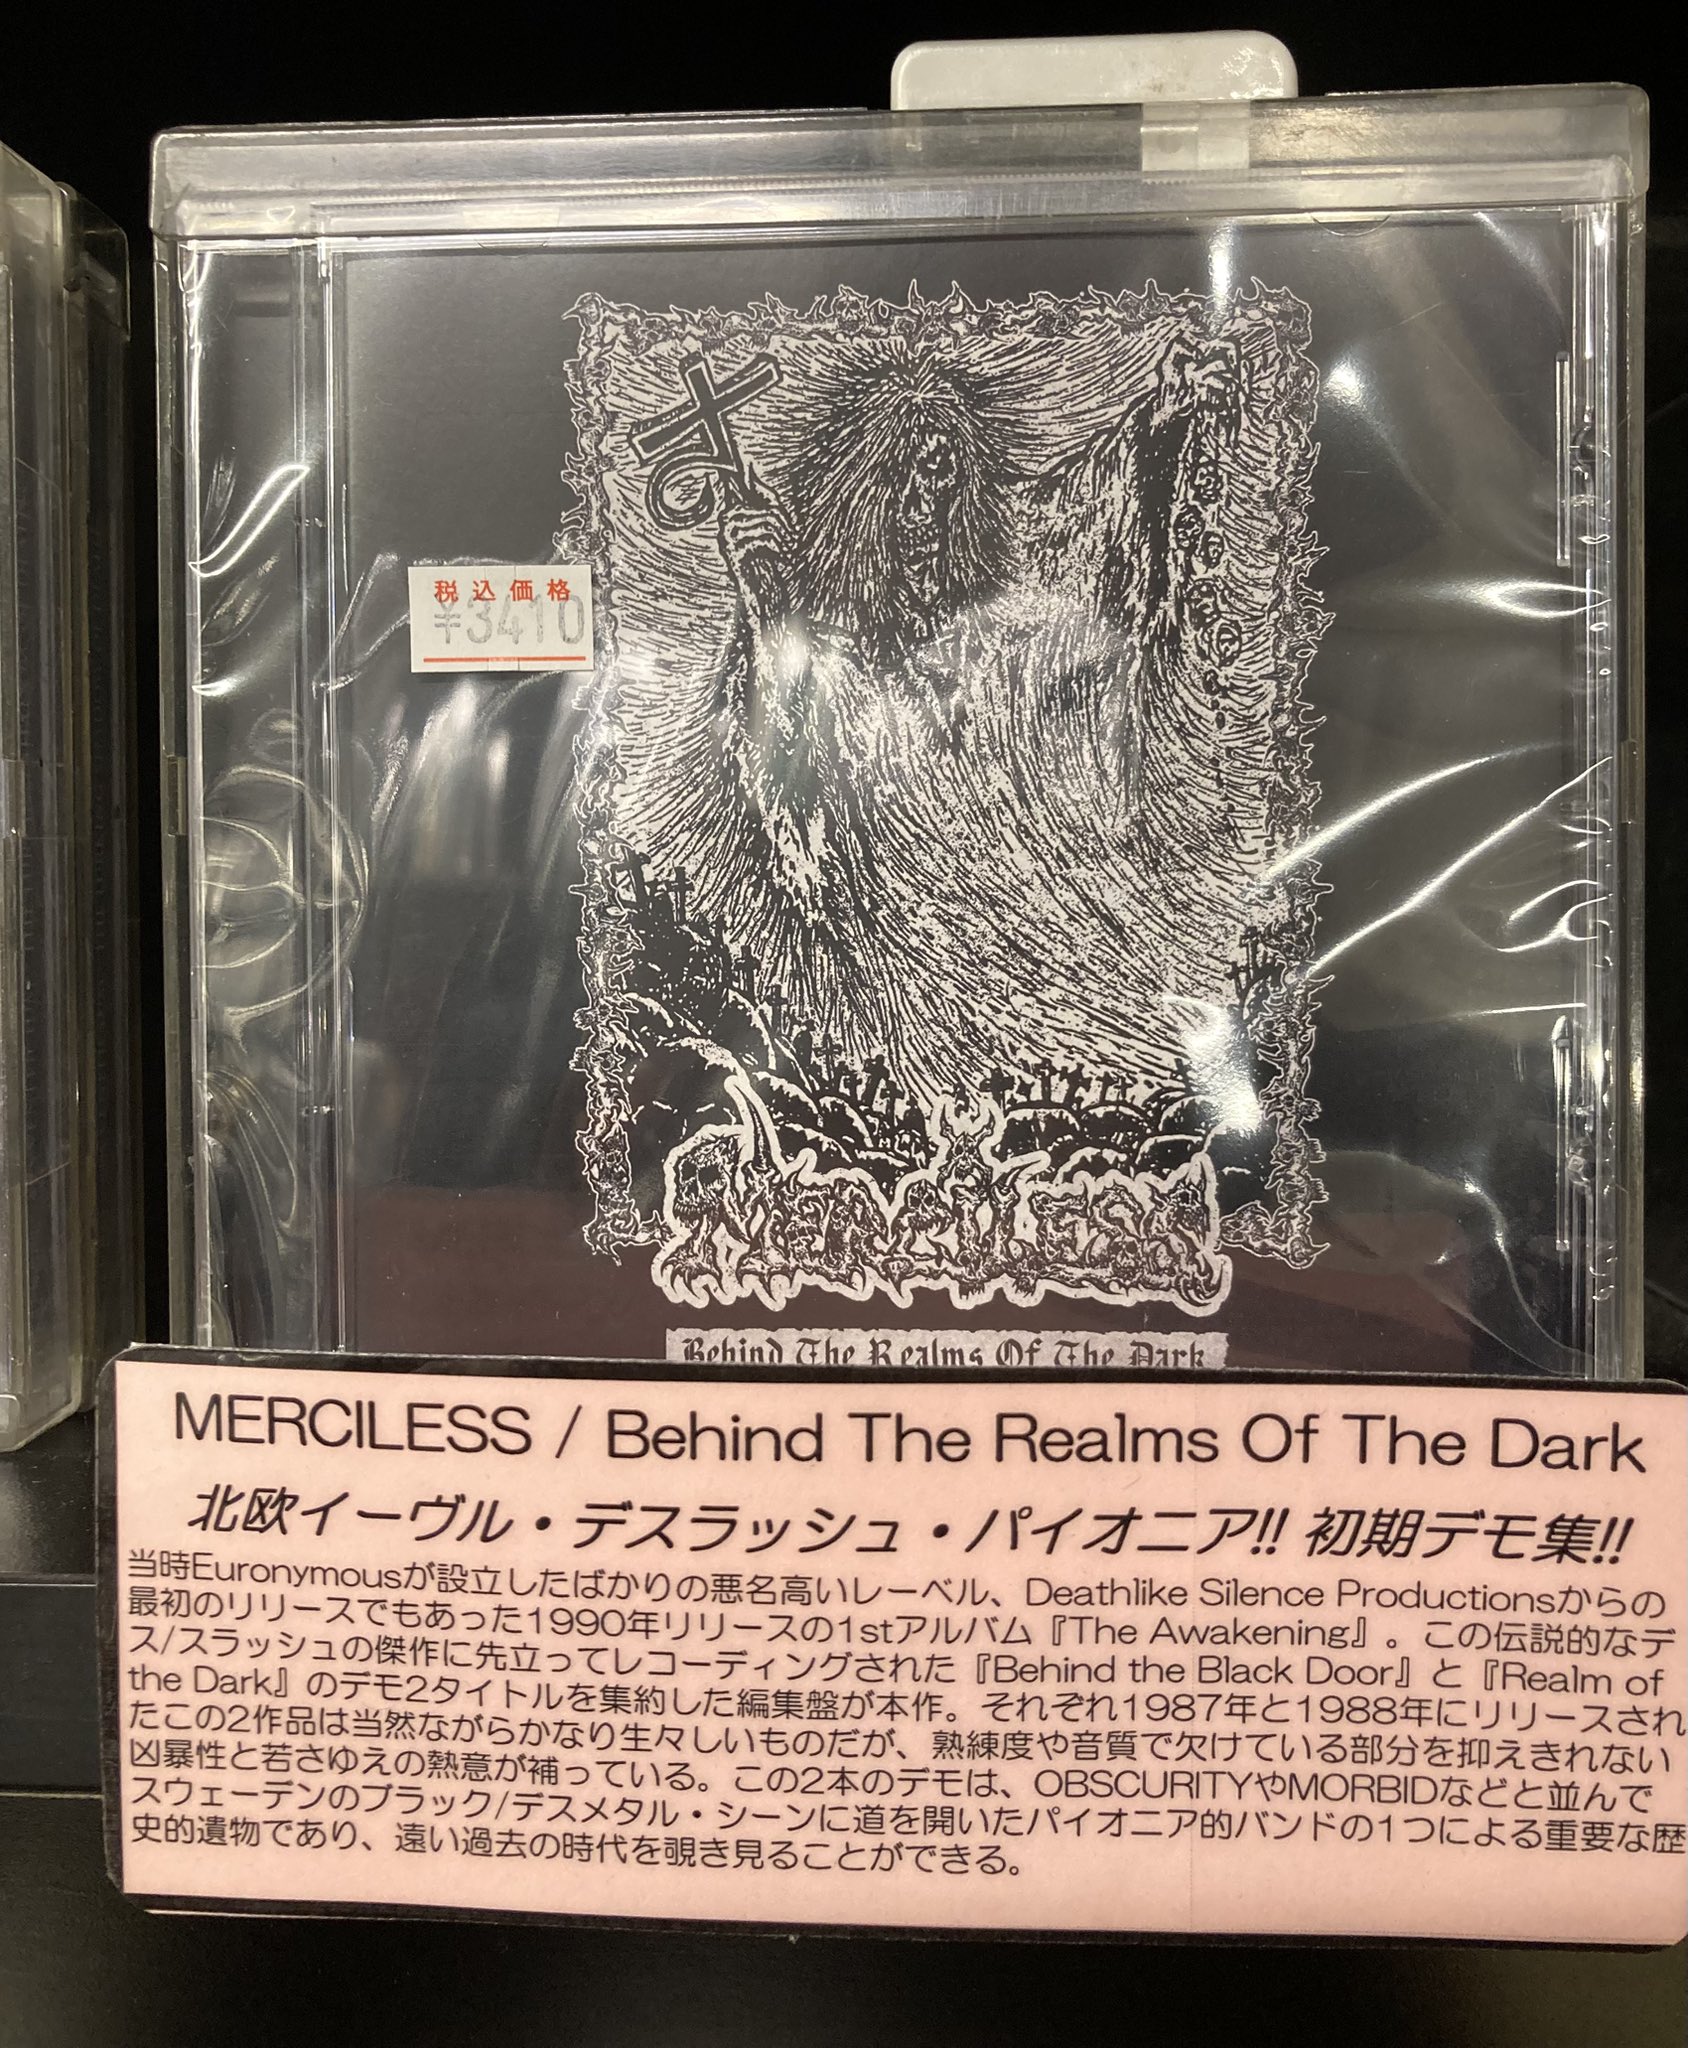 税込価格
¥3410
MERCILESS
Behind The Realms Of The Dark
MERCILESS / Behind The Realms Of The Dark
北欧イーヴル・デスラッシュ・パイオニア!! 初期デモ集!!
当時Euronymousが設立したばかりの悪名高いレーベル、Deathlike Silence Productionsからの
最初のリリースでもあった1990年リリースの1stアルバム『The Awakening』。この伝説的なデ
ス/スラッシュの傑作に先立ってレコーディングされた『Behind the Black Door』と『Realm of
the Dark』のデモ2タイトルを集約した編集盤が本作。それぞれ1987年と1988年にリリースされ
たこの2作品は当然ながらかなり生々しいものだが、熟練度や音質で欠けている部分を抑えきれない
凶暴性と若さゆえの熱意が補っている。この2本のデモは、OBSCURITYやMORBIDなどと並んで
スウェーデンのブラック/デスメタル・シーンに道を開いたパイオニア的バンドの1つによる重要な歴
史的遺物であり、遠い過去の時代を覗き見ることができる。